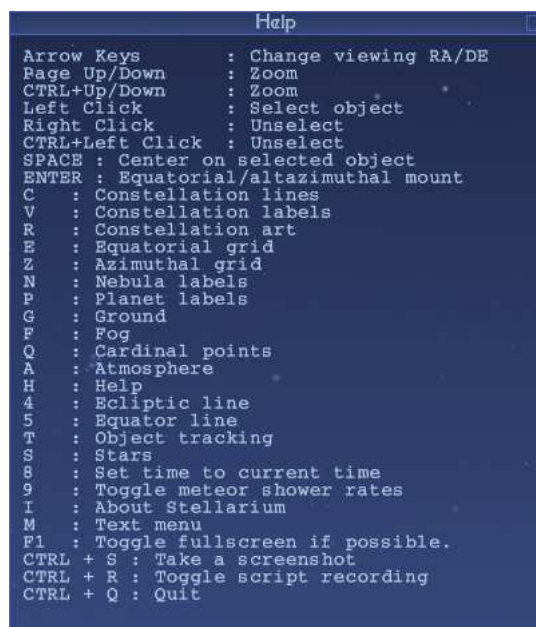 Help
Arrow Keys : Change viewing RA/DE
Page Up/Down : Zoom
CTRL+Up/Down : Zoom
Left Click : Select object
Right Click : Unselect
CTRL+Left Click : Unselect
SPACE : Center on selected object
ENTER : Equatorial/altazimuthal mount
C : Constellation lines
V : Constellation labels
R : Constellation art
E : Equatorial grid
Z : Azimuthal grid
N : Nebula labels
P : Planet labels
G : Ground
F : Fog
Q : Cardinal points
A : Atmosphere
H : Help
4 : Ecliptic line
5 : Equator line
T : Object tracking
S : Stars
8 : Set time to current time
9 : Toggle meteor shower rates
I : About Stellarium
M : Text menu
F1 : Toggle fullscreen if possible.
CTRL + S : Take a screenshot
CTRL + R : Toggle script recording
CTRL + Q : Quit